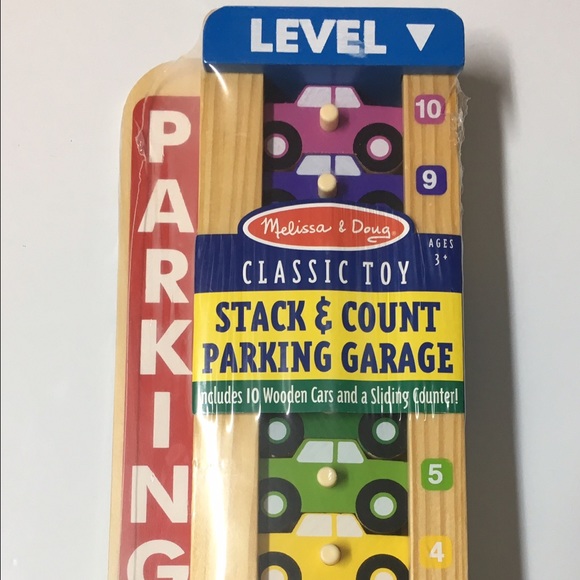 LEVEL
PARKING
10
9
Melissa & Doug®
AGES
3+
CLASSIC TOY
STACK & COUNT
PARKING GARAGE
Includes 10 Wooden Cars and a Sliding Counter!
5
4